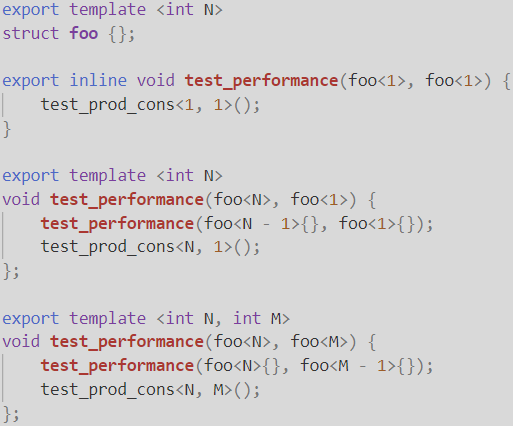 export template <int N>
struct foo {};
export inline void test_performance(foo<1>, foo<1>) {
    test_prod_cons<1, 1>();
}
export template <int N>
void test_performance(foo<N>, foo<1>) {
    test_performance(foo<N - 1>{}, foo<1>{});
    test_prod_cons<N, 1>();
};
export template <int N, int M>
void test_performance(foo<N>, foo<M>) {
    test_performance(foo<N>{}, foo<M - 1>{});
    test_prod_cons<N, M>();
};